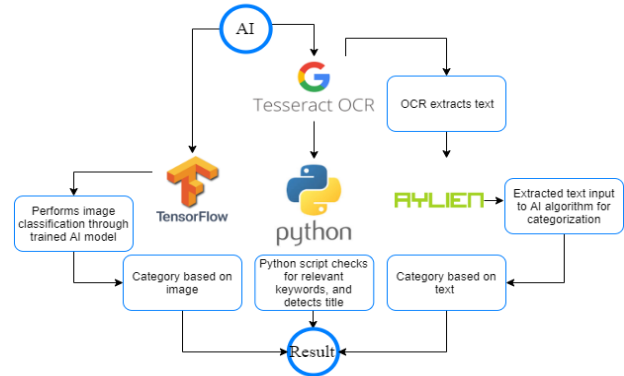 AI
Tesseract OCR
OCR extracts text
TensorFlow
python
AYLIEN
Performs image
classification through
trained AI model
Extracted text input
to AI algorithm for
categorization
Category based on
image
Python script checks
for relevant
keywords, and
detects title
Category based on
text
Result